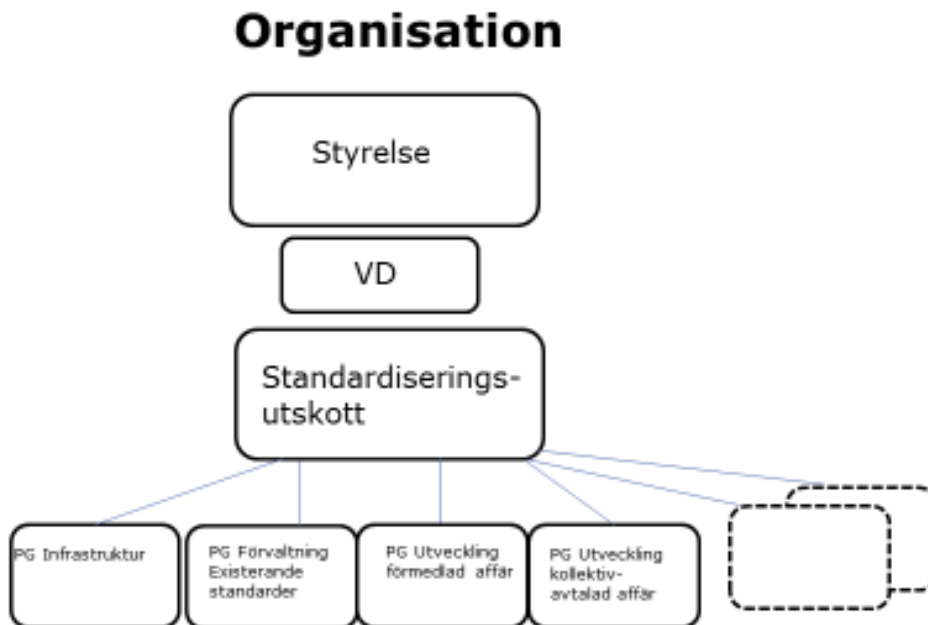 Organisation
Styrelse
VD
Standardiserings-
utskott
PG Infrastruktur
PG Förvaltning
Existerande
standarder
PG Utveckling
förmedlad affär
PG Utveckling
kollektiv-
avtalad affär